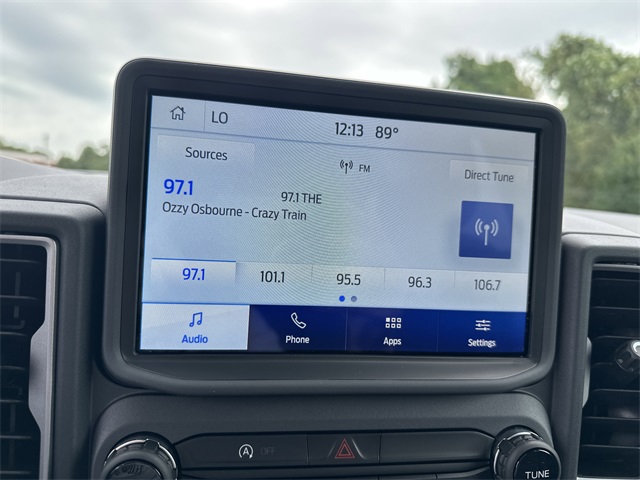 LO 12:13 89°
Sources FM Direct Tune
97.1 97.1 THE
Ozzy Osbourne - Crazy Train
97.1 101.1 95.5 96.3 106.7
Audio Phone Apps Settings
A OFF TUNE